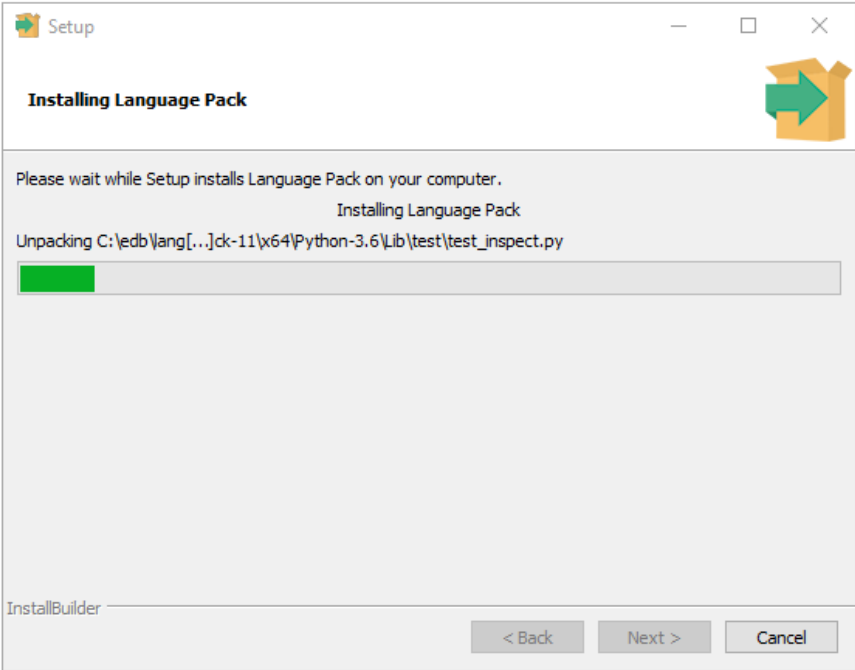 Setup
Installing Language Pack
Please wait while Setup installs Language Pack on your computer.
Installing Language Pack
Unpacking C:\edb\lang[...]ck-11\x64\Python-3.6\Lib\test\test_inspect.py
InstallBuilder
< Back Next > Cancel